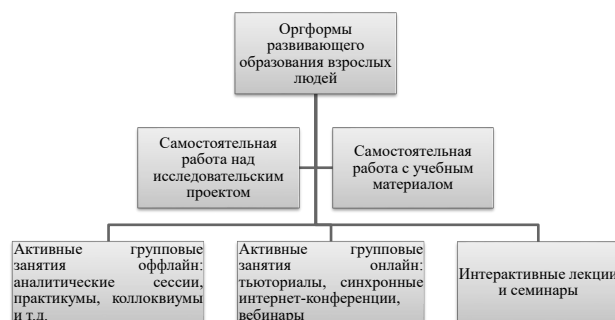 Оргформы
развивающего
образования взрослых
людей
Самостоятельная
работа над
исследовательским
проектом
Самостоятельная
работа с учебным
материалом
Активные групповые
занятия оффлайн:
аналитические сессии,
практикумы, коллоквиумы
и т.д.
Активные групповые
занятия онлайн:
тьюториалы, синхронные
интернет-конференции,
вебинары
Интерактивные лекции
и семинары